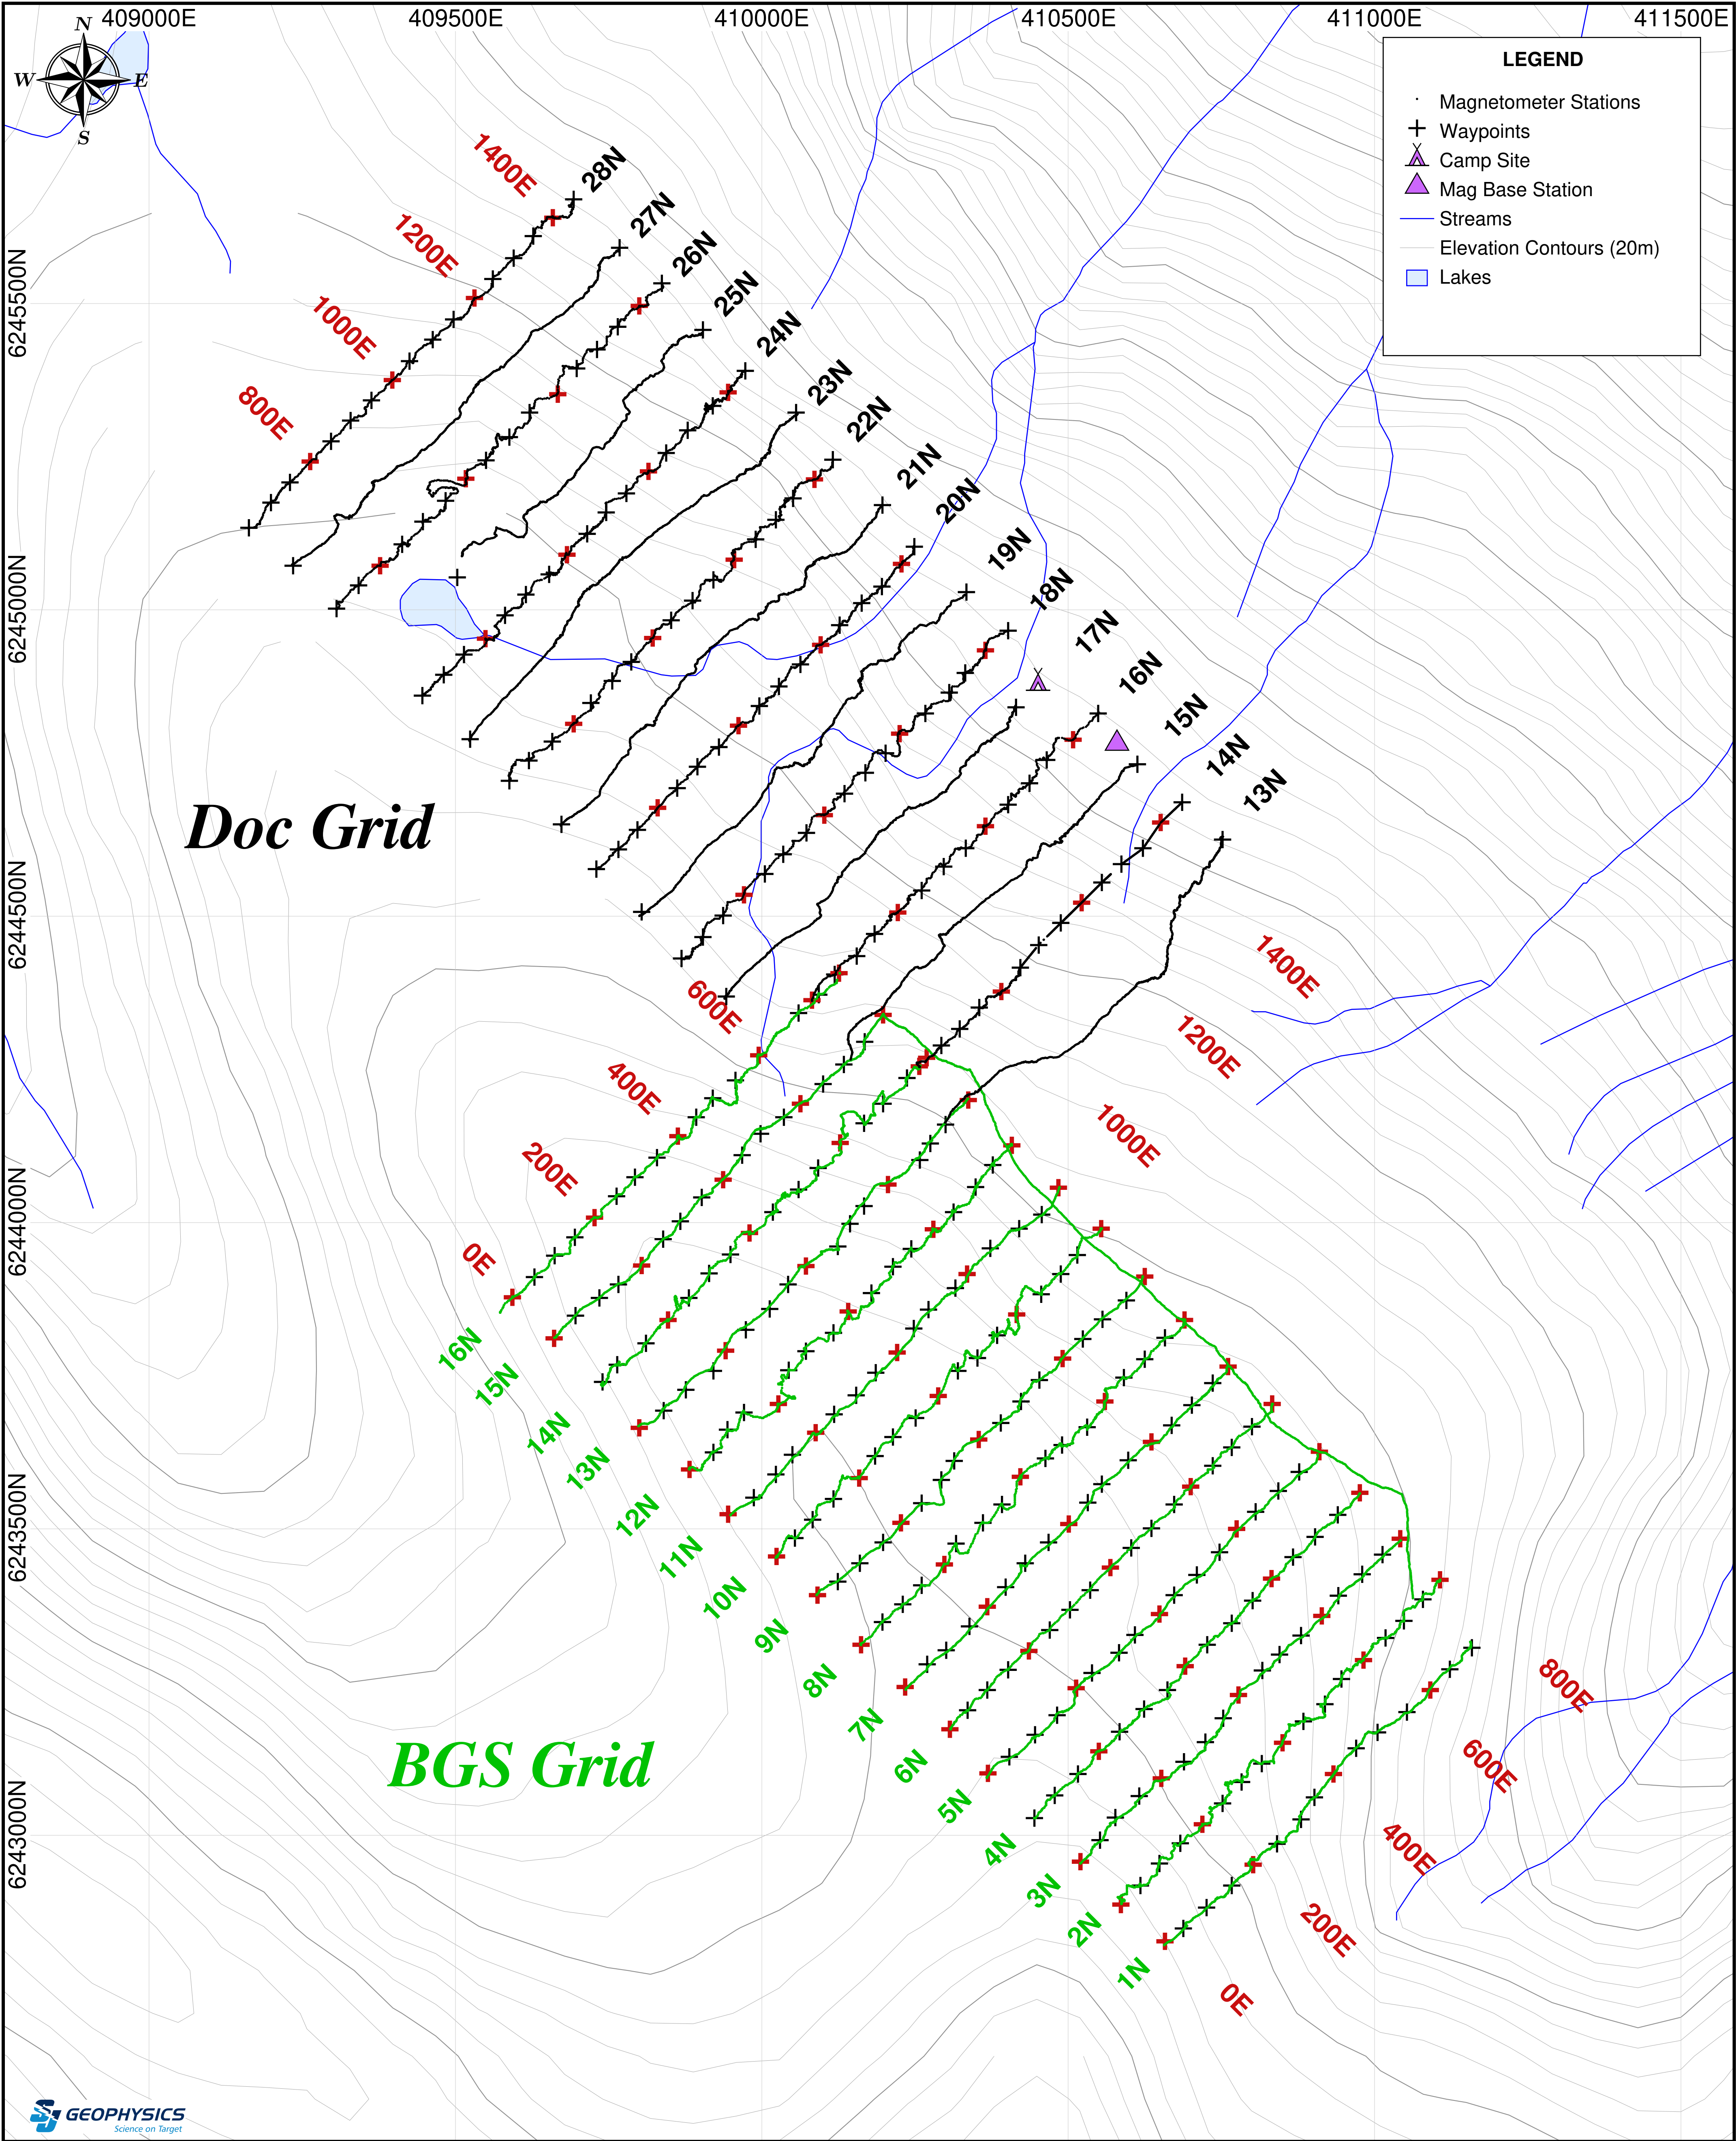 409000E
409500E
410000E
410500E
411000E
411500E
N
W
E
S
LEGEND
Magnetometer Stations
Waypoints
Camp Site
Mag Base Station
Streams
Elevation Contours (20m)
Lakes
6245500N
6245000N
6244500N
6244000N
6243500N
6243000N
1400E
1200E
1000E
800E
28N
27N
26N
25N
24N
23N
22N
21N
20N
19N
18N
17N
16N
15N
14N
13N
Doc Grid
600E
400E
200E
0E
1400E
1200E
1000E
800E
600E
400E
200E
0E
16N
15N
14N
13N
12N
11N
10N
9N
8N
7N
6N
5N
4N
3N
2N
1N
BGS Grid
SJ GEOPHYSICS
Science on Target